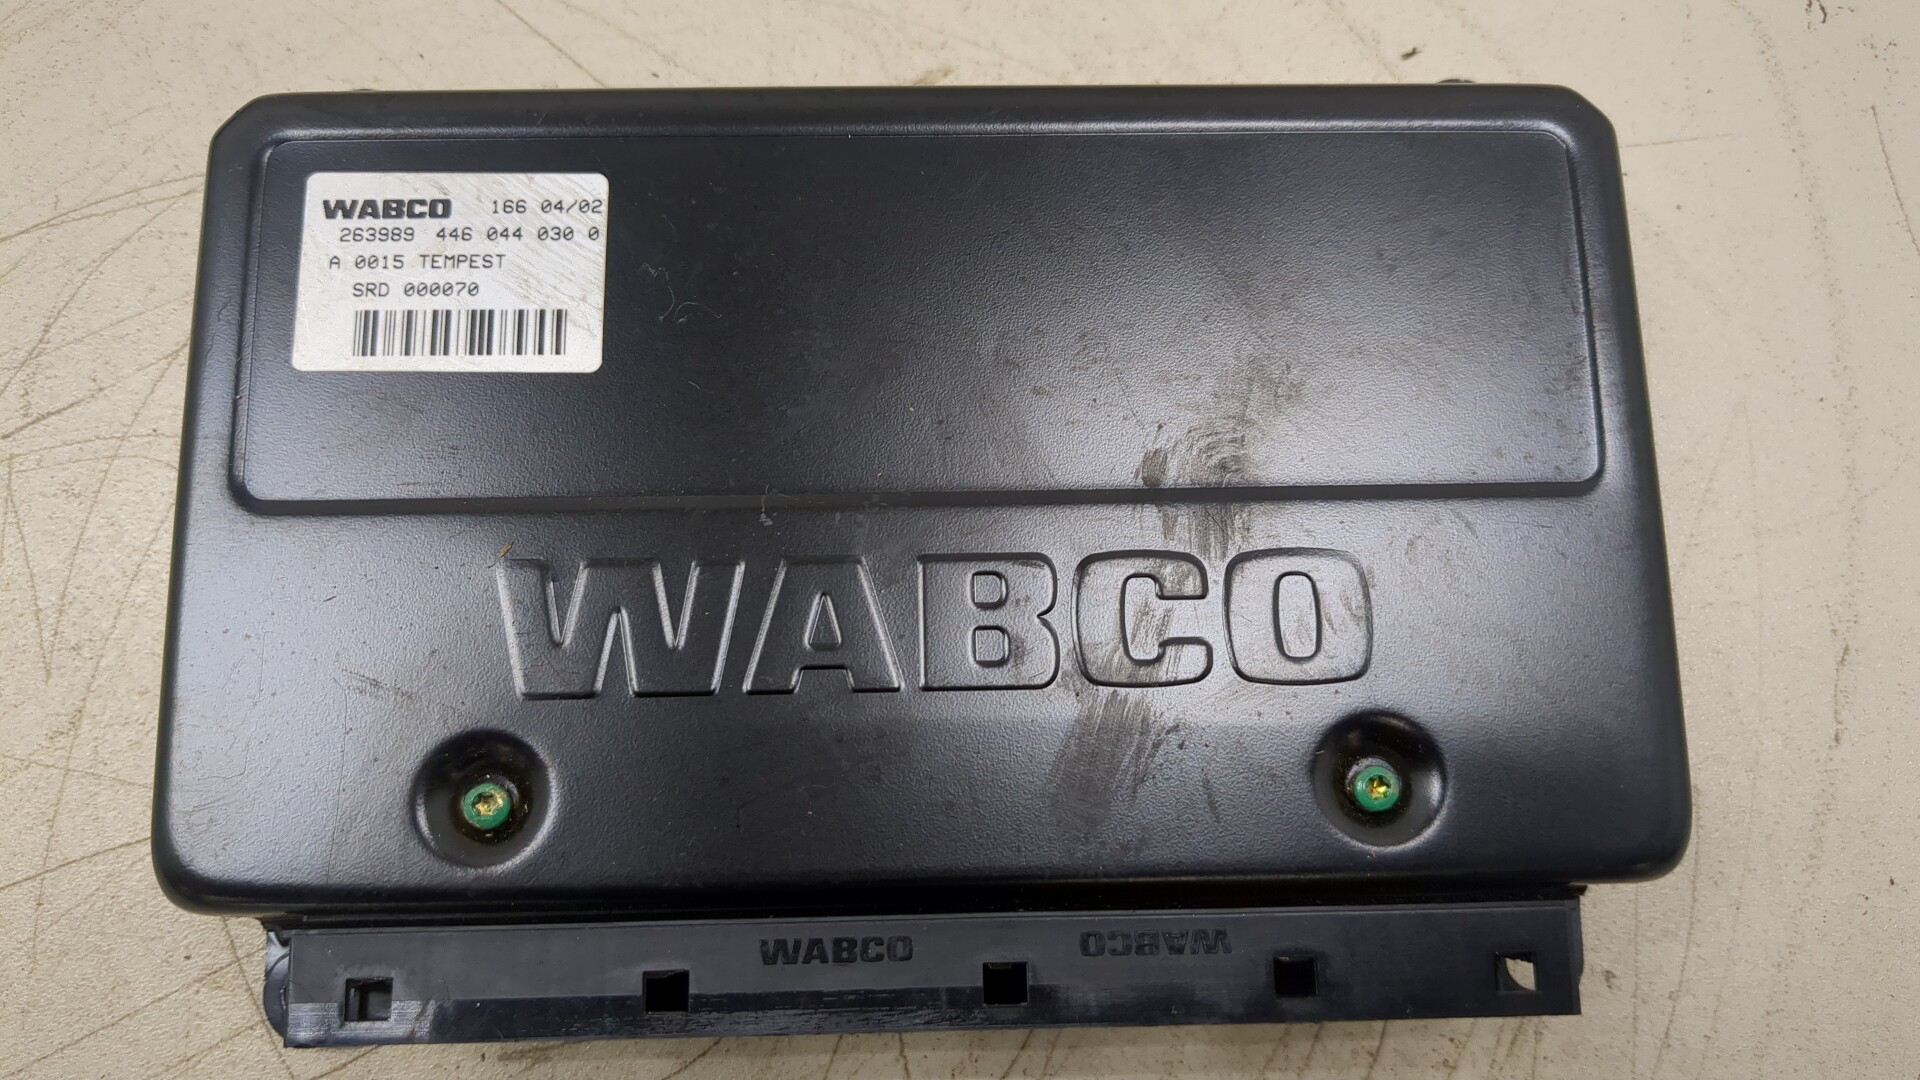 WABCO 166 04/02
263989 446 044 030 0
A 0015 TEMPEST
SRD 000070
WABCO
WABCO WABCO